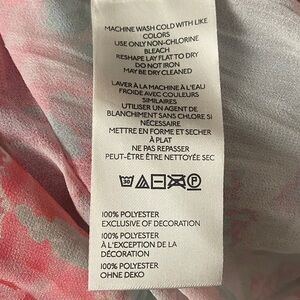 MACHINE WASH COLD WITH LIKE
COLORS
USE ONLY NON-CHLORINE
BLEACH
RESHAPE LAY FLAT TO DRY
DO NOT IRON
MAY BE DRY CLEANED
LAVER À LA MACHINE À L'EAU
FROIDE AVEC COULEURS
SIMILAIRES
UTILISER UN AGENT DE
BLANCHIMENT SANS CHLORE SI
NÉCESSAIRE
METTRE EN FORME ET SECHER
À PLAT
NE PAS REPASSER
PEUT-ÊTRE ÊTRE NETTOYÉE SEC
P
100% POLYESTER
EXCLUSIVE OF DECORATION
100% POLYESTER
À L'EXCEPTION DE LA
DÉCORATION
100% POLYESTER
OHNE DEKO